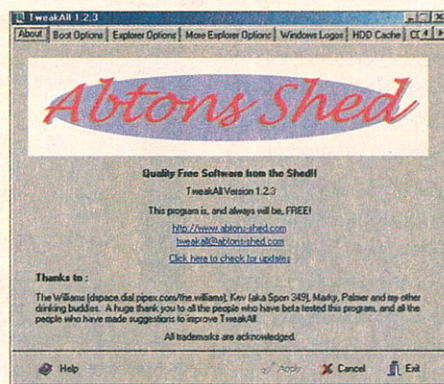 TweakAll 1.2.3
About Boot Options Explorer Options More Explorer Options Windows Logos HDD Cache
Abtons Shed
Quality Free Software from the Shed!!
TweakAll Version 1.2.3
This program is, and always will be, FREE!
http://www.abtons-shed.com
tweakall@abtons-shed.com
Click here to check for updates
Thanks to :
The Williams (dspace.dial.pipex.com/the.williams), Kev (aka Spon 349), Marky, Palmer and my other
drinking buddies. A huge thank you to all the people who have beta tested this program, and all the
people who have made suggestions to improve TweakAll.
All trademarks are acknowledged.
Help Apply Cancel Exit